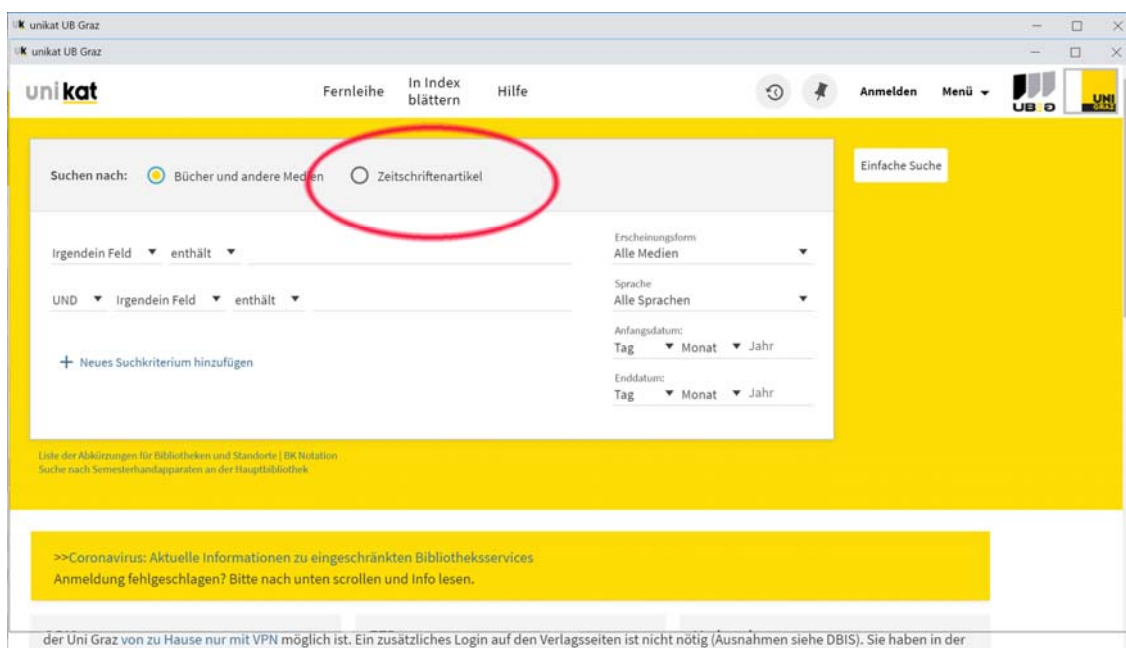 unikat UB Graz
unikat UB Graz
unikat
Fernleihe
In Index
blättern
Hilfe
Anmelden
Menü
UB
UNI
GRAZ
Suchen nach: Bücher und andere Medien Zeitschriftenartikel
Einfache Suche
Irgendein Feld enthält
UND Irgendein Feld enthält
+ Neues Suchkriterium hinzufügen
Erscheinungsform
Alle Medien
Sprache
Alle Sprachen
Anfangsdatum:
Tag Monat Jahr
Enddatum:
Tag Monat Jahr
Liste der Abkürzungen für Bibliotheken und Standorte | BK Notation
Suche nach Semesterhandapparaten an der Hauptbibliothek
>>Coronavirus: Aktuelle Informationen zu eingeschränkten Bibliotheksservices
Anmeldung fehlgeschlagen? Bitte nach unten scrollen und Info lesen.
der Uni Graz von zu Hause nur mit VPN möglich ist. Ein zusätzliches Login auf den Verlagsseiten ist nicht nötig (Ausnahmen siehe DBIS). Sie haben in der